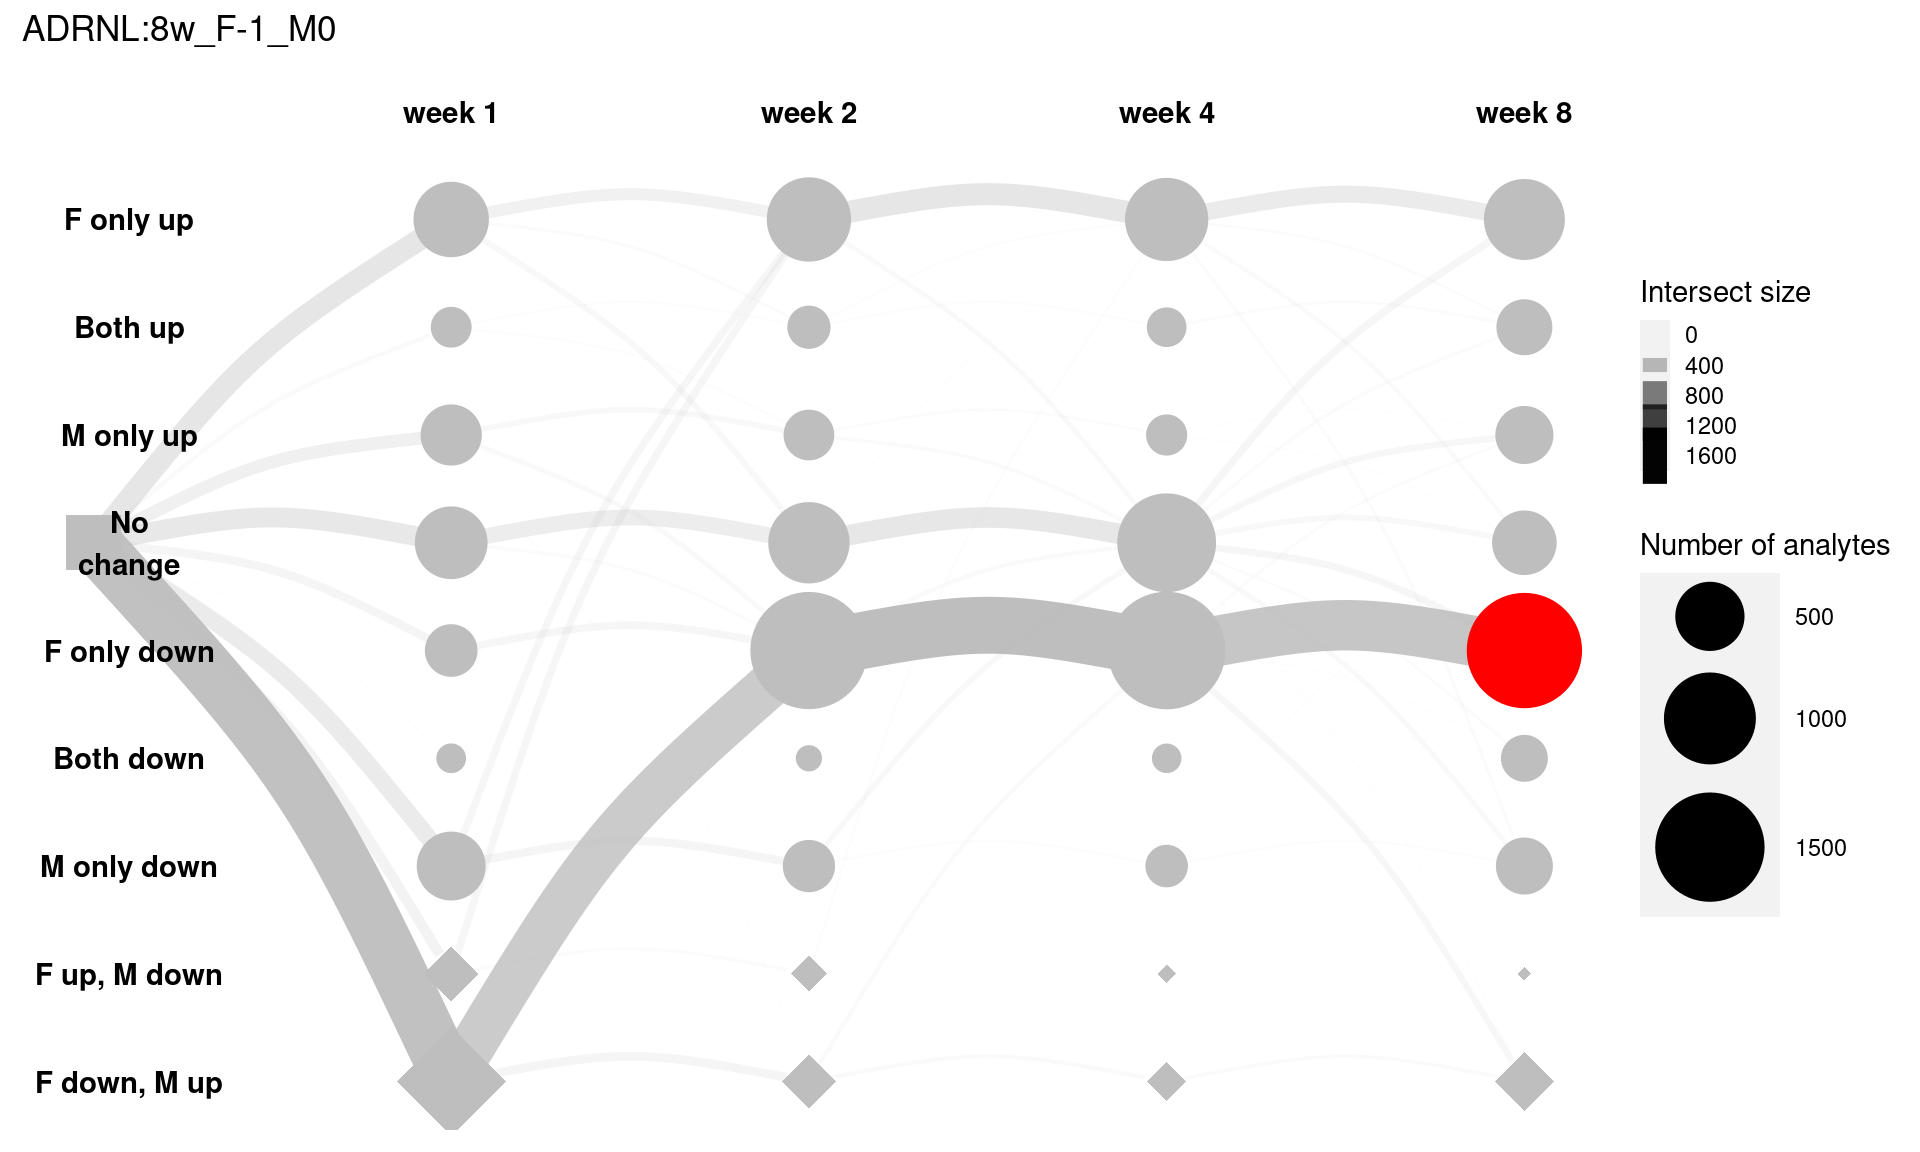 ADRNL:8w_F-1_M0
week 1
week 2
week 4
week 8
F only up
Both up
M only up
No
change
F only down
Both down
M only down
F up, M down
F down, M up
Intersect size
0
400
800
1200
1600
Number of analytes
500
1000
1500